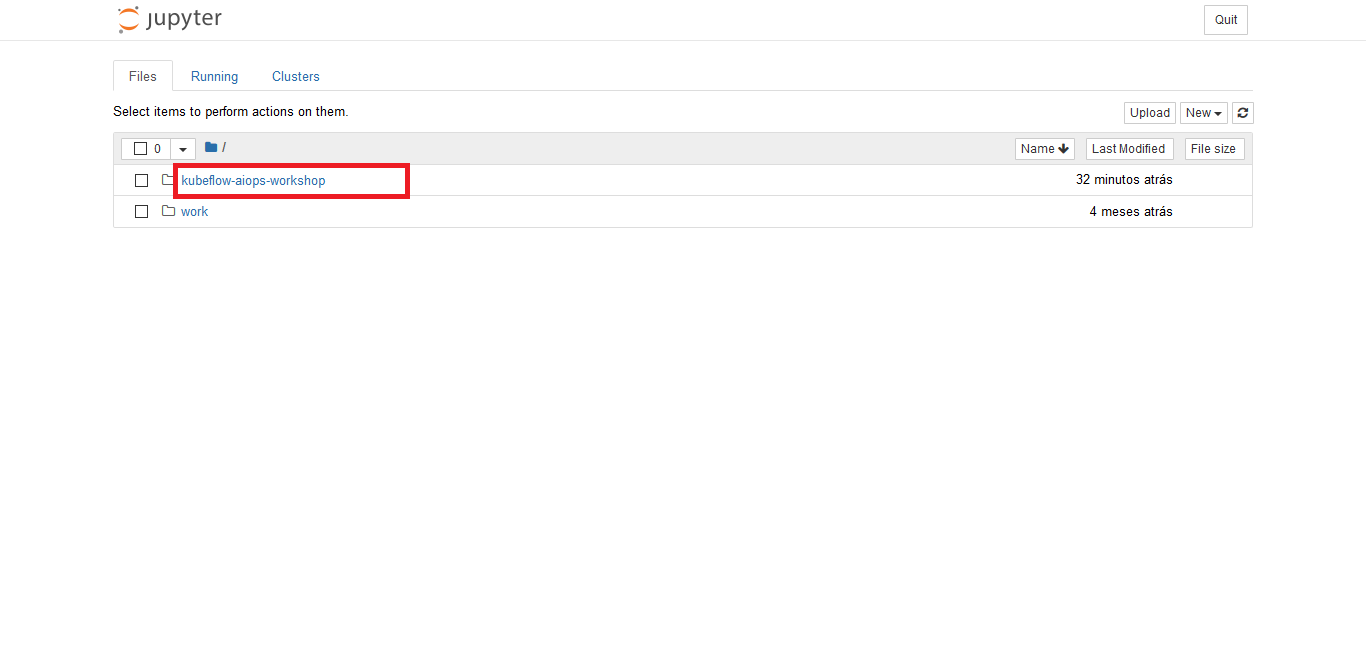 jupyter Quit
Files Running Clusters
Select items to perform actions on them. Upload New
0 / Name Last Modified File size
kubeflow-aiops-workshop 32 minutos atrás
work 4 meses atrás